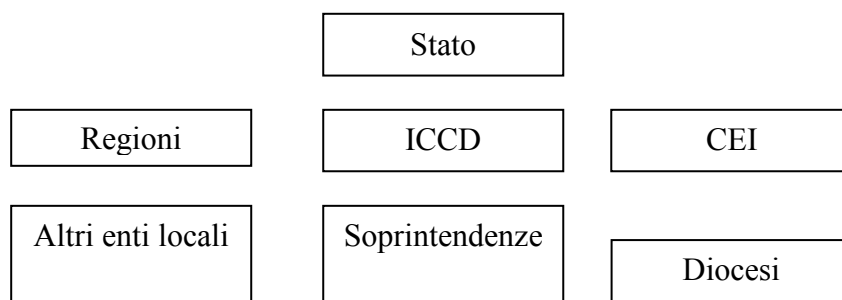 Stato
Regioni
ICCD
CEI
Altri enti locali
Soprintendenze
Diocesi